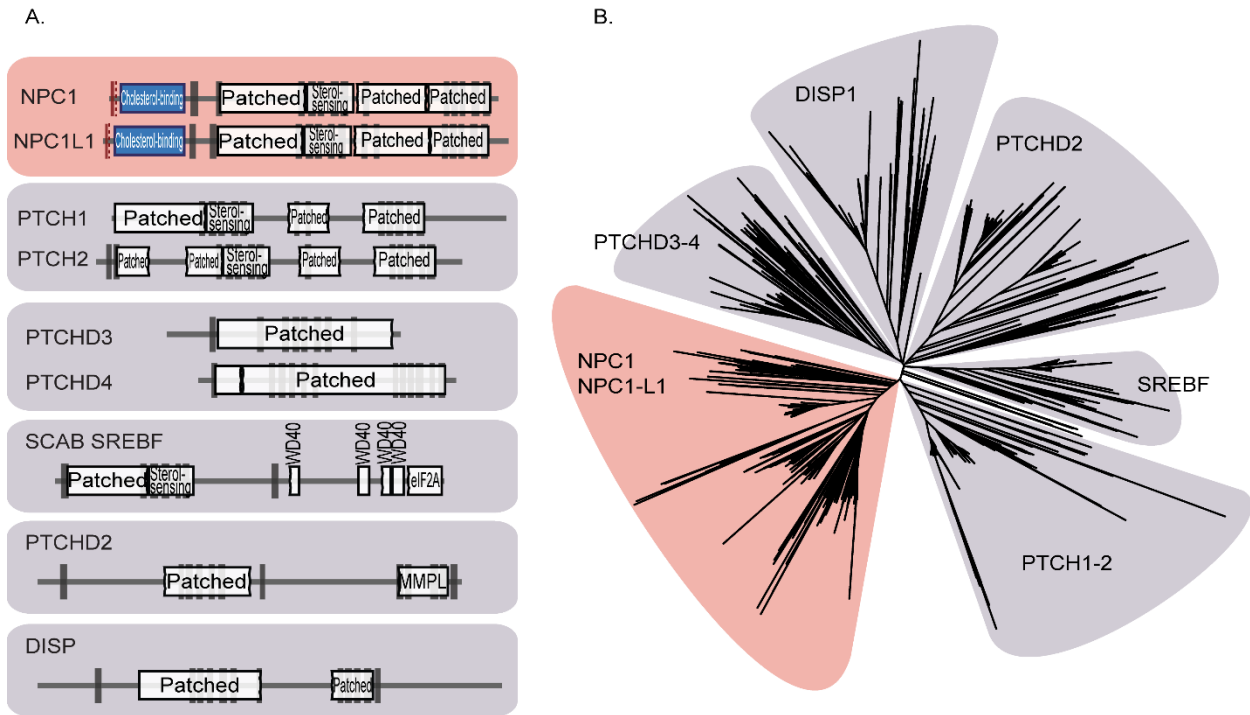 A.
NPC1
Cholesterol-binding
Patched
Sterol-
sensing
Patched
Patched
NPC1L1
Cholesterol-binding
Patched
Sterol-
sensing
Patched
Patched
PTCH1
Patched
Sterol-
sensing
Patched
Patched
PTCH2
Patched
Patched
Sterol-
sensing
Patched
Patched
PTCHD3
Patched
PTCHD4
Patched
SCAB SREBF
Patched
Sterol-
sensing
WD40
WD40
WD40
WD40
eIF2A
PTCHD2
Patched
MMPL
DISP
Patched
Patched
B.
DISP1
PTCHD2
PTCHD3-4
NPC1
NPC1-L1
SREBF
PTCH1-2